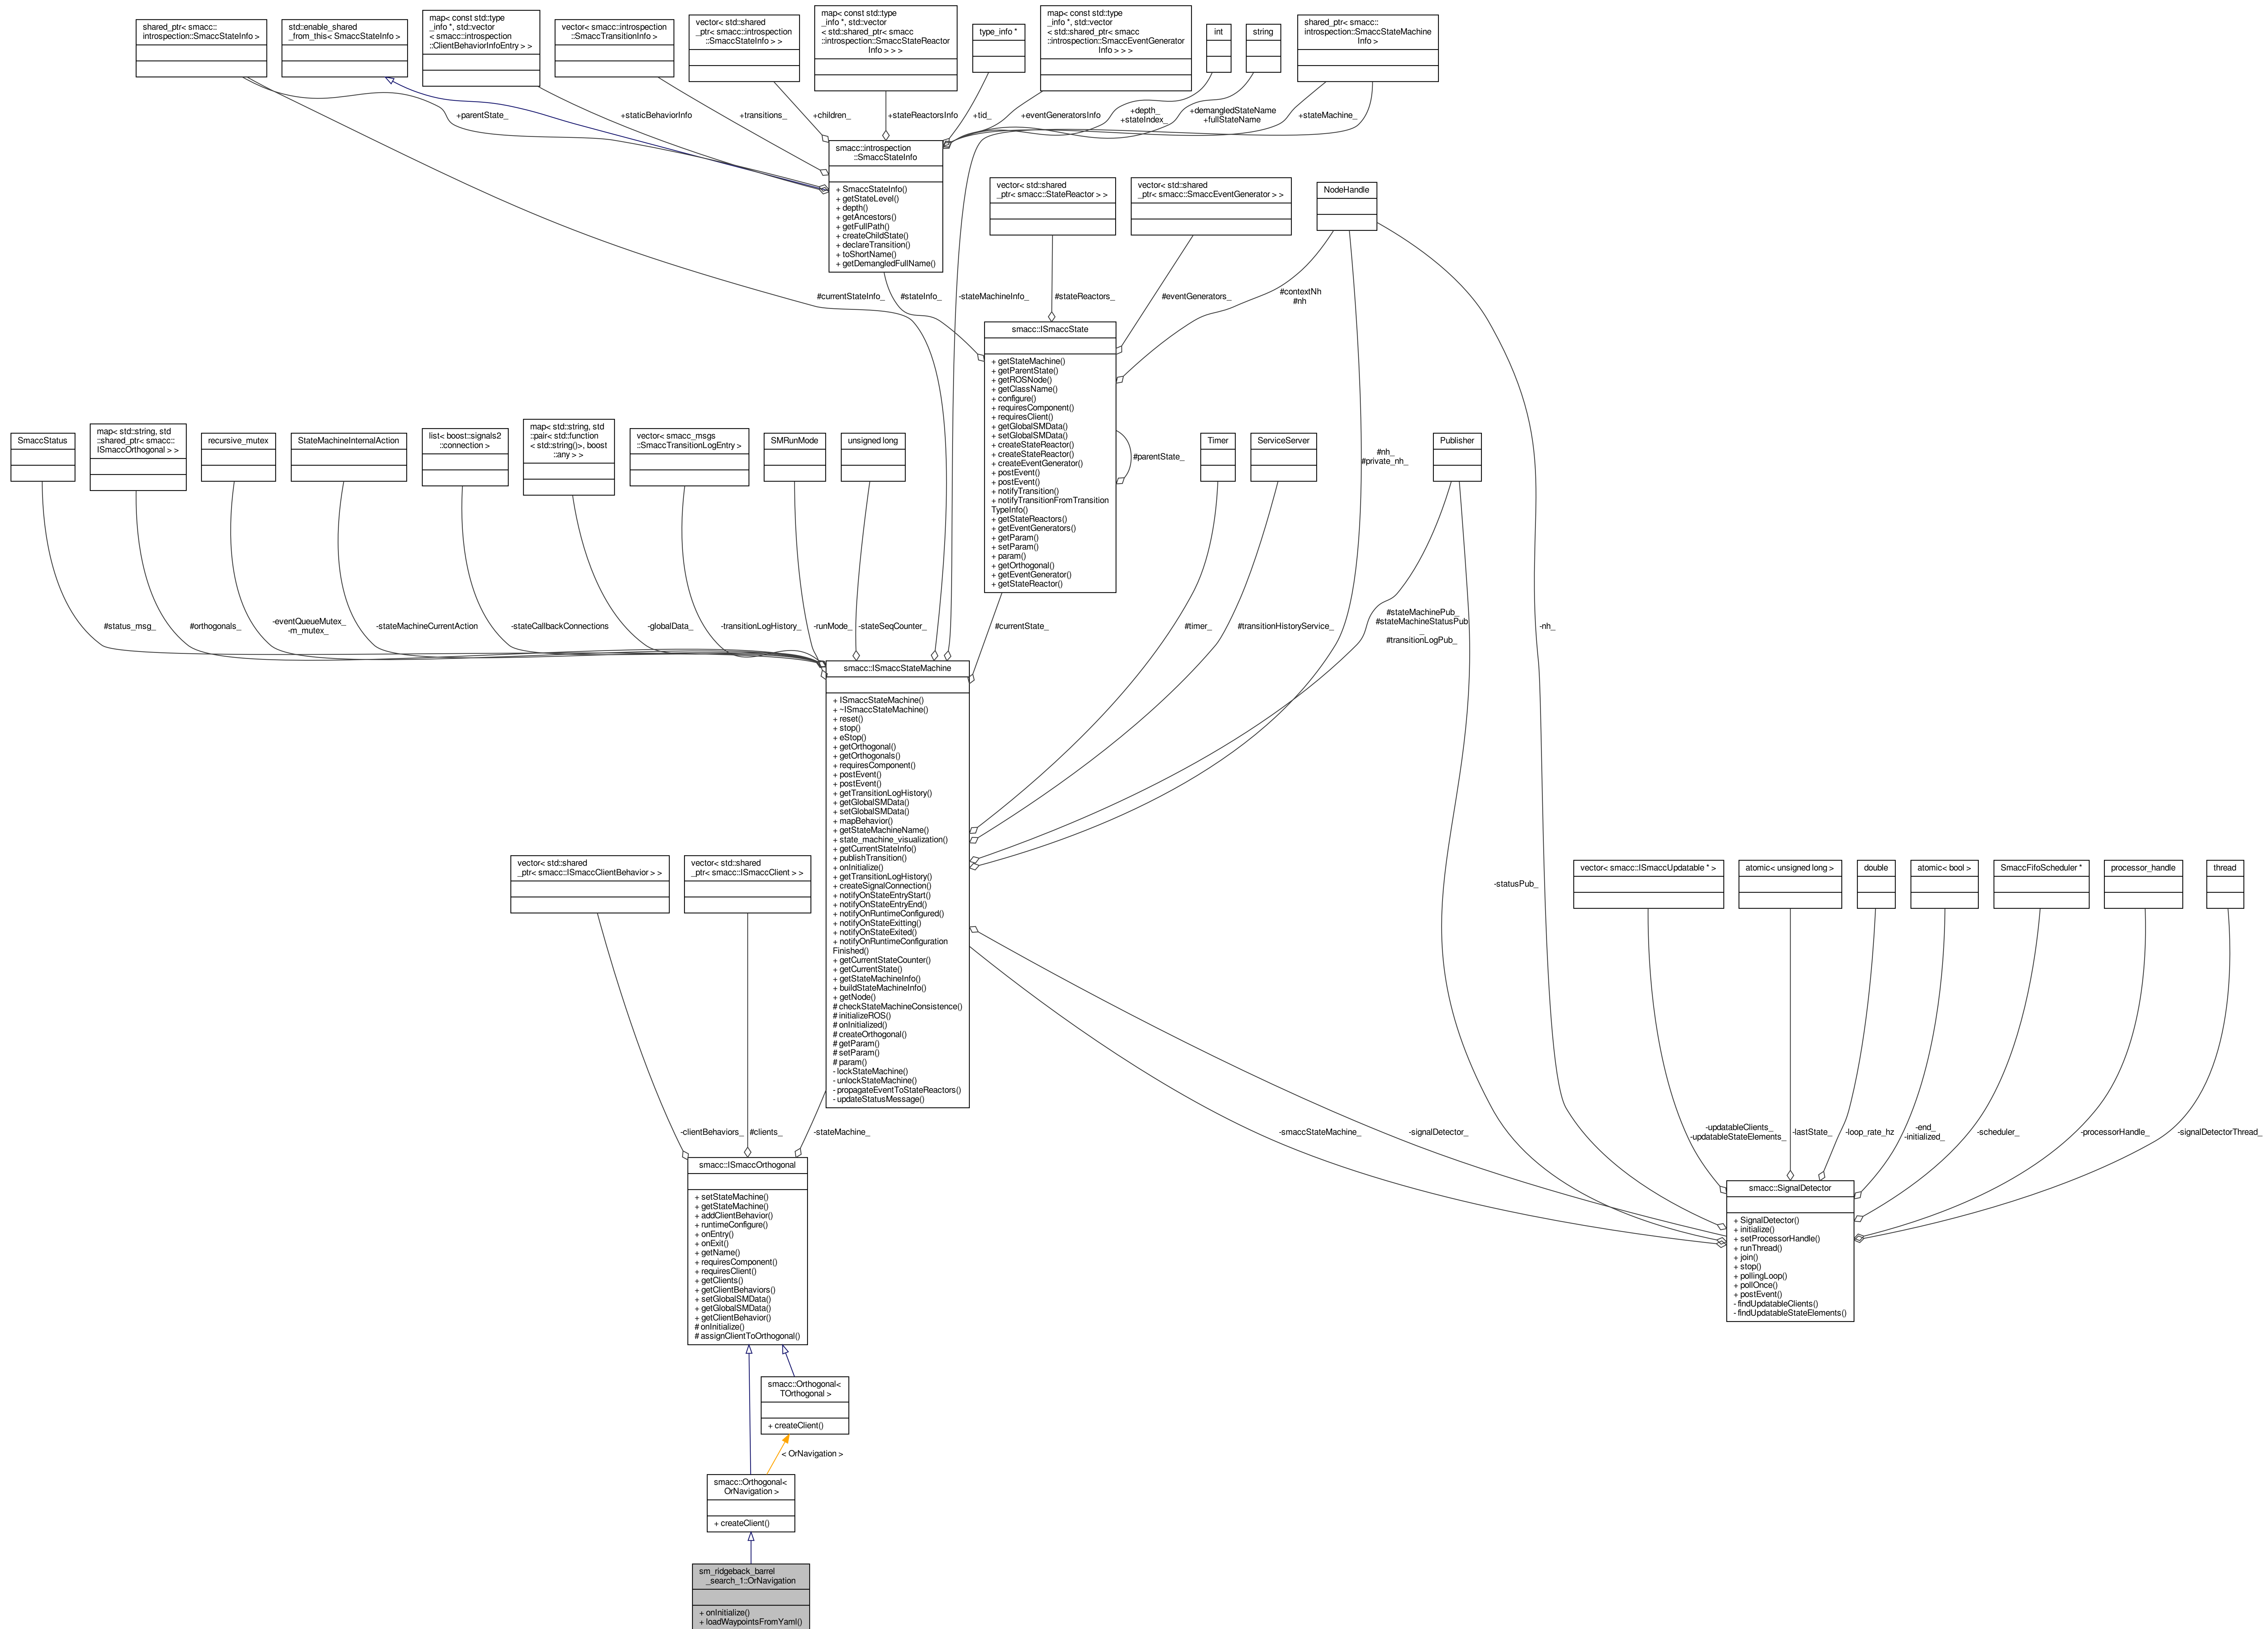 shared_ptr< smacc::
introspection::SmaccStateInfo >
std::enable_shared
_from_this< SmaccStateInfo >
map< const std::type
_info *, std::vector
< smacc::introspection
::ClientBehaviorInfoEntry > >
vector< smacc::introspection
::SmaccTransitionInfo >
vector< std::shared
_ptr< smacc::introspection
::SmaccStateInfo > >
map< const std::type
_info *, std::vector
< std::shared_ptr< smacc
::introspection::SmaccStateReactor
Info > > >
type_info *
map< const std::type
_info *, std::vector
< std::shared_ptr< smacc
::introspection::SmaccEventGenerator
Info > > >
int
string
shared_ptr< smacc::
introspection::SmaccStateMachine
Info >
+parentState_
+staticBehaviorInfo
+transitions_
+children_
+stateReactorsInfo
+tid_
+eventGeneratorsInfo
+depth_
+stateIndex_
+demangledStateName
+fullStateName
+stateMachine_
smacc::introspection
::SmaccStateInfo
+ SmaccStateInfo()
+ getStateLevel()
+ depth()
+ getAncestors()
+ getFullPath()
+ createChildState()
+ declareTransition()
+ toShortName()
+ getDemangledFullName()
vector< std::shared
_ptr< smacc::StateReactor > >
vector< std::shared
_ptr< smacc::SmaccEventGenerator > >
NodeHandle
#currentStateInfo_
#stateInfo_
-stateMachineInfo_
#stateReactors_
#eventGenerators_
#contextNh
#nh
smacc::ISmaccState
+ getStateMachine()
+ getParentState()
+ getROSNode()
+ getClassName()
+ configure()
+ requiresComponent()
+ requiresClient()
+ getGlobalSMData()
+ setGlobalSMData()
+ createStateReactor()
+ createStateReactor()
+ createEventGenerator()
+ postEvent()
+ postEvent()
+ notifyTransition()
+ notifyTransitionFromTransition
TypeInfo()
+ getStateReactors()
+ getEventGenerators()
+ getParam()
+ setParam()
+ param()
+ getOrthogonal()
+ getEventGenerator()
+ getStateReactor()
#parentState_
SmaccStatus
map< std::string, std
::shared_ptr< smacc::
ISmaccOrthogonal > >
recursive_mutex
StateMachineInternalAction
list< boost::signals2
::connection >
map< std::string, std
::pair< std::function
< std::string()>, boost
::any > >
vector< smacc_msgs
::SmaccTransitionLogEntry >
SMRunMode
unsigned long
Timer
ServiceServer
#nh_
#private_nh_
Publisher
#status_msg_
#orthogonals_
-eventQueueMutex_
-m_mutex_
-stateMachineCurrentAction
-stateCallbackConnections
-globalData_
-transitionLogHistory_
-runMode_
-stateSeqCounter_
#currentState_
#timer_
#transitionHistoryService_
#stateMachinePub_
#stateMachineStatusPub
_
#transitionLogPub_
-nh_
smacc::ISmaccStateMachine
+ ISmaccStateMachine()
+ ~ISmaccStateMachine()
+ reset()
+ stop()
+ eStop()
+ getOrthogonal()
+ getOrthogonals()
+ requiresComponent()
+ postEvent()
+ postEvent()
+ getTransitionLogHistory()
+ getGlobalSMData()
+ setGlobalSMData()
+ mapBehavior()
+ getStateMachineName()
+ state_machine_visualization()
+ getCurrentStateInfo()
+ publishTransition()
+ onInitialize()
+ getTransitionLogHistory()
+ createSignalConnection()
+ notifyOnStateEntryStart()
+ notifyOnStateEntryEnd()
+ notifyOnRuntimeConfigured()
+ notifyOnStateExitting()
+ notifyOnStateExited()
+ notifyOnRuntimeConfiguration
Finished()
+ getCurrentStateCounter()
+ getCurrentState()
+ getStateMachineInfo()
+ buildStateMachineInfo()
+ getNode()
# checkStateMachineConsistence()
# initializeROS()
# onInitialized()
# createOrthogonal()
# getParam()
# setParam()
# param()
- lockStateMachine()
- unlockStateMachine()
- propagateEventToStateReactors()
- updateStatusMessage()
vector< std::shared
_ptr< smacc::ISmaccClientBehavior > >
vector< std::shared
_ptr< smacc::ISmaccClient > >
-statusPub_
vector< smacc::ISmaccUpdatable * >
atomic< unsigned long >
double
atomic< bool >
SmaccFifoScheduler *
processor_handle
thread
-clientBehaviors_
#clients_
-stateMachine_
-smaccStateMachine_
-signalDetector_
-updatableClients_
-updatableStateElements_
-lastState_
-loop_rate_hz
-end_
-initialized_
-scheduler_
-processorHandle_
-signalDetectorThread_
smacc::ISmaccOrthogonal
+ setStateMachine()
+ getStateMachine()
+ addClientBehavior()
+ runtimeConfigure()
+ onEntry()
+ onExit()
+ getName()
+ requiresComponent()
+ requiresClient()
+ getClients()
+ getClientBehaviors()
+ setGlobalSMData()
+ getGlobalSMData()
+ getClientBehavior()
# onInitialize()
# assignClientToOrthogonal()
smacc::SignalDetector
+ SignalDetector()
+ initialize()
+ setProcessorHandle()
+ runThread()
+ join()
+ stop()
+ pollingLoop()
+ pollOnce()
+ postEvent()
- findUpdatableClients()
- findUpdatableStateElements()
smacc::Orthogonal<
TOrthogonal >
+ createClient()
< OrNavigation >
smacc::Orthogonal<
OrNavigation >
+ createClient()
sm_ridgeback_barrel
_search_1::OrNavigation
+ onInitialize()
+ loadWaypointsFromYaml()